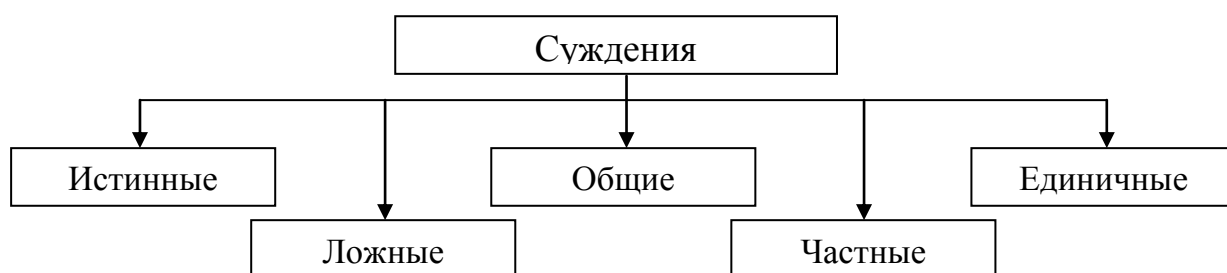 Суждения
Истинные
Общие
Единичные
Ложные
Частные